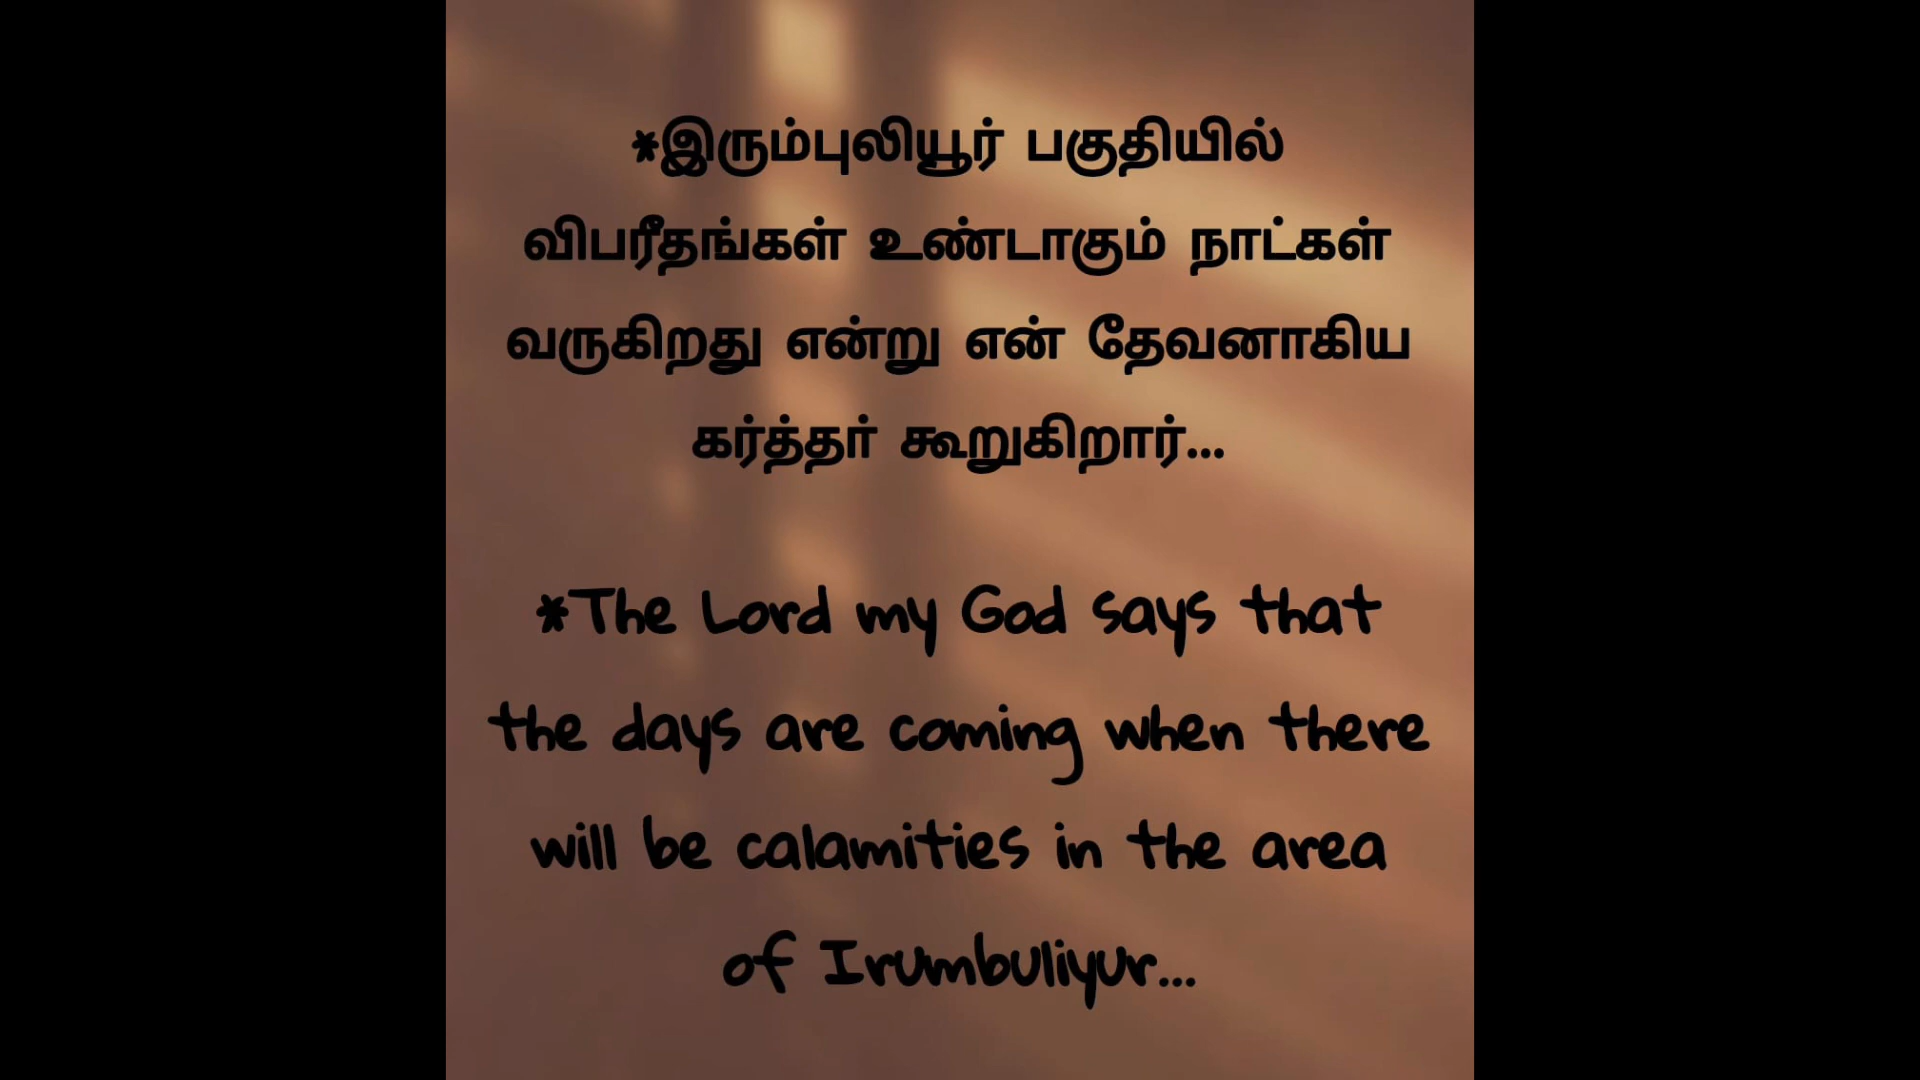 *இரும்புலியூர் பகுதியில்
விபரீதங்கள் உண்டாகும் நாட்கள்
வருகிறது என்று என் தேவனாகிய
கர்த்தர் கூறுகிறார்...
*The Lord my God says that
the days are coming when there
will be calamities in the area
of Irumbuliyur...